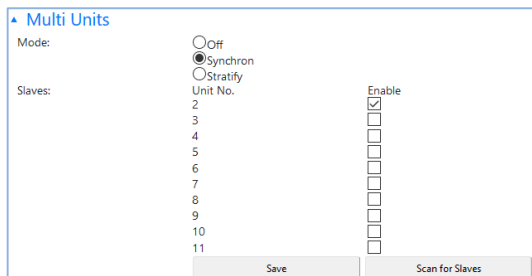 Multi Units
Mode:
Off
Synchron
Stratify
Slaves: Unit No. Enable
2
3
4
5
6
7
8
9
10
11
Save Scan for Slaves